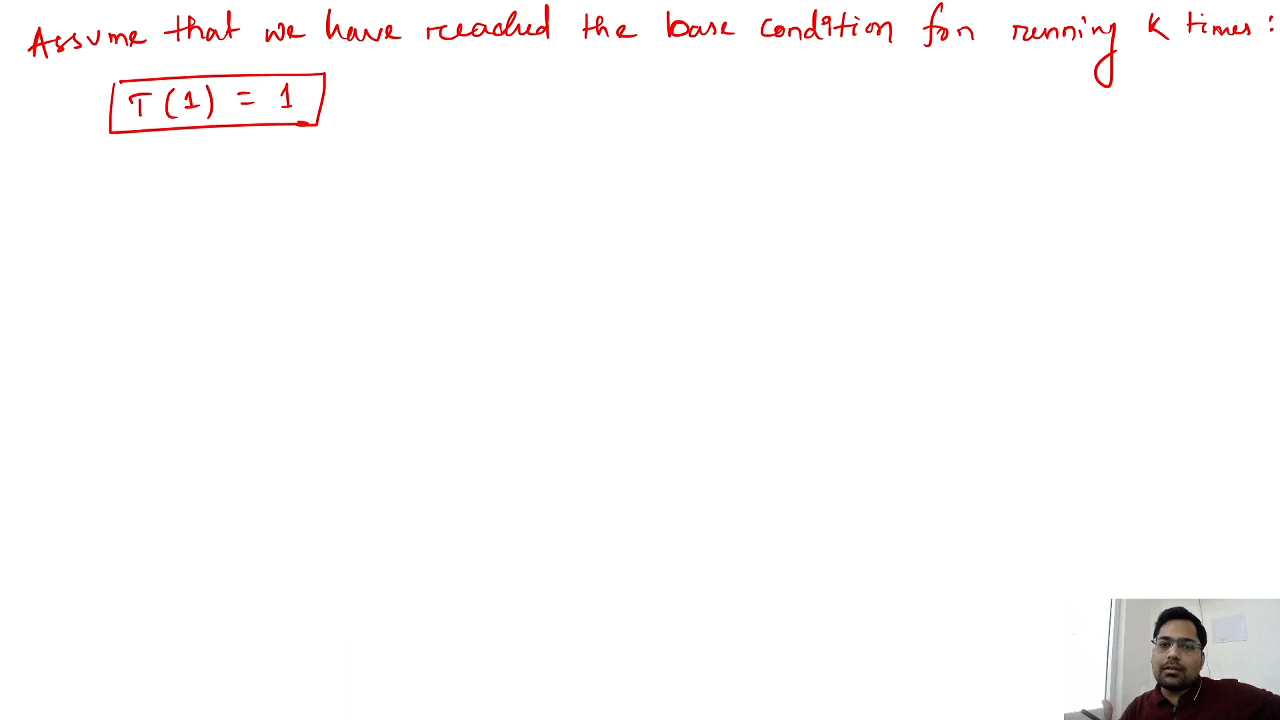 Assume that we have reached the base condition for running K times:
T(1) = 1